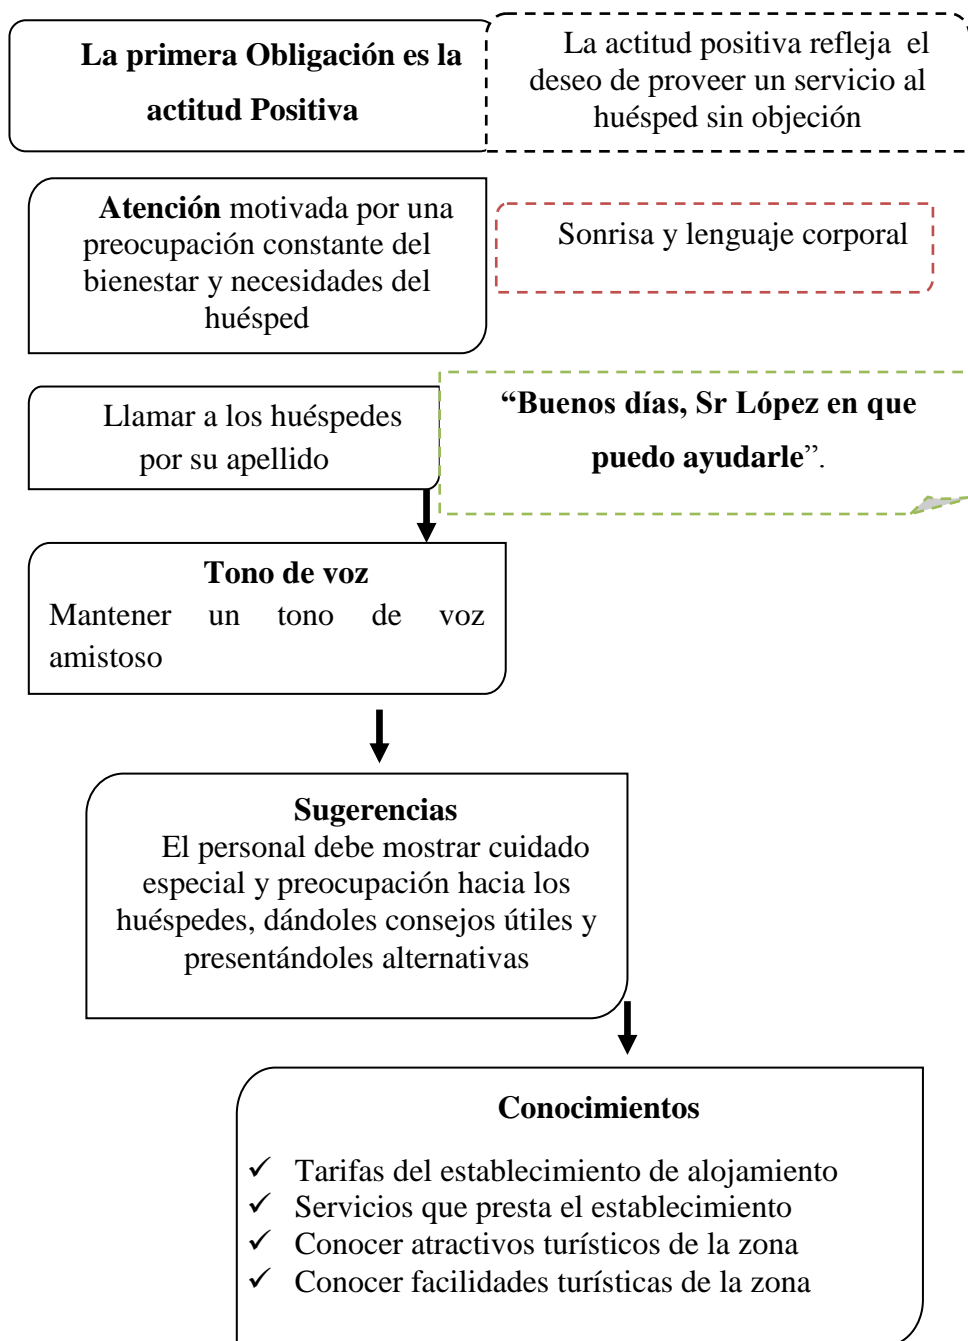 La primera Obligación es la
actitud Positiva
La actitud positiva refleja el
deseo de proveer un servicio al
huésped sin objeción
Atención motivada por una
preocupación constante del
bienestar y necesidades del
huésped
Sonrisa y lenguaje corporal
Llamar a los huéspedes
por su apellido
“Buenos días, Sr López en que
puedo ayudarle”.
Tono de voz
Mantener un tono de voz
amistoso
Sugerencias
El personal debe mostrar cuidado
especial y preocupación hacia los
huéspedes, dándoles consejos útiles y
presentándoles alternativas
Conocimientos
✓ Tarifas del establecimiento de alojamiento
✓ Servicios que presta el establecimiento
✓ Conocer atractivos turísticos de la zona
✓ Conocer facilidades turísticas de la zona